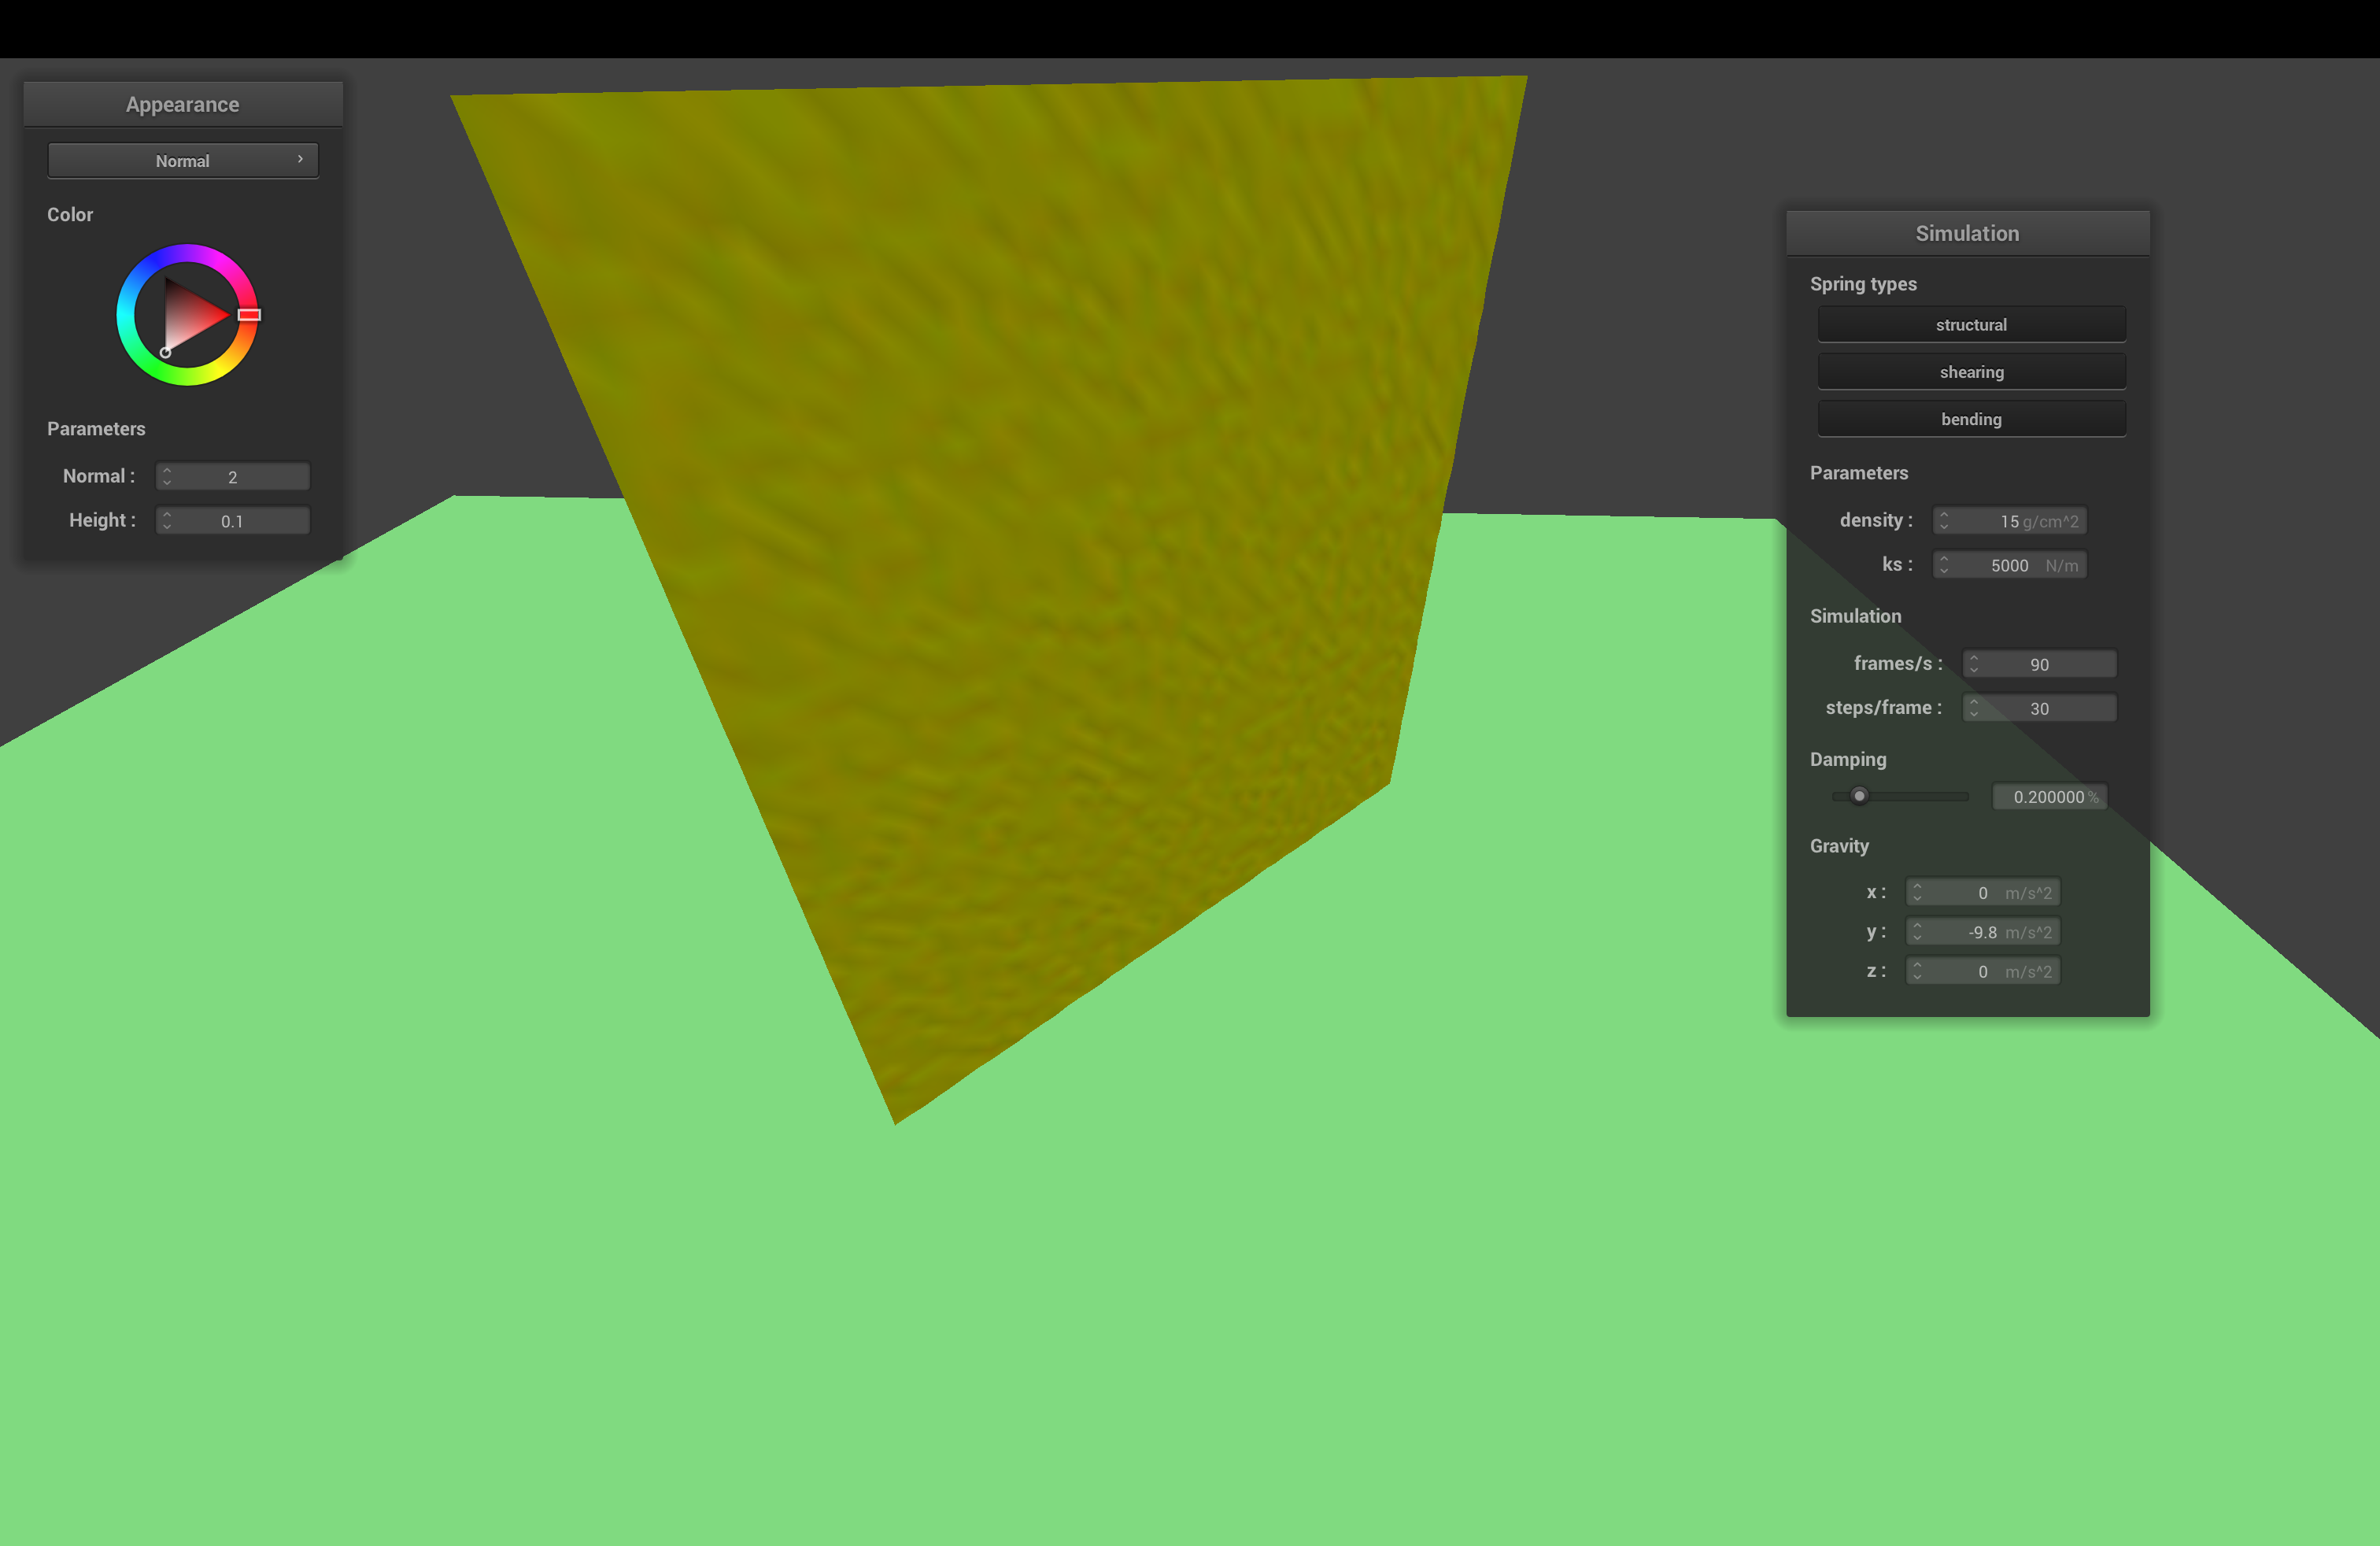 Appearance
Normal
Color
Parameters
Normal : 2
Height : 0.1
Simulation
Spring types
structural
shearing
bending
Parameters
density : 15 g/cm^2
ks : 5000 N/m
Simulation
frames/s : 90
steps/frame : 30
Damping
0.200000 %
Gravity
x : 0 m/s^2
y : -9.8 m/s^2
z : 0 m/s^2